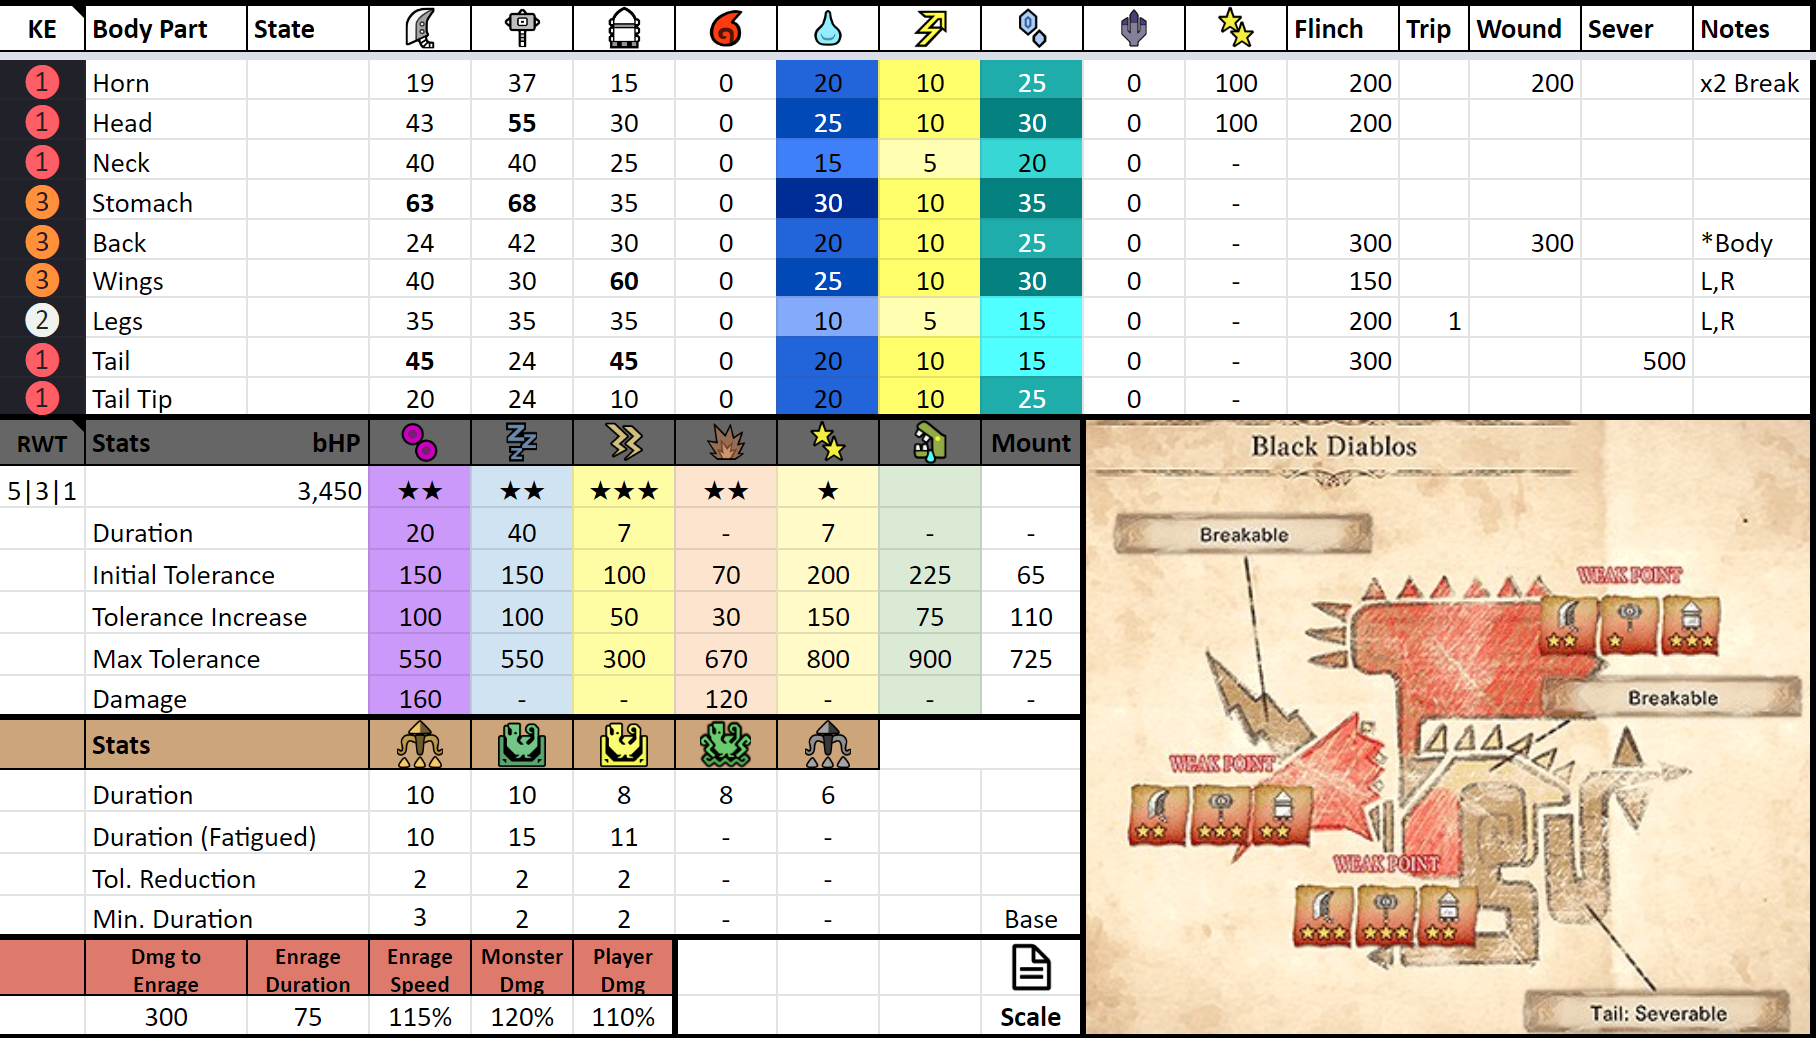 KE Body Part State Flinch Trip Wound Sever Notes
1 Horn 19 37 15 0 20 10 25 0 100 200 200 x2 Break
1 Head 43 55 30 0 25 10 30 0 100 200
1 Neck 40 40 25 0 15 5 20 0 -
3 Stomach 63 68 35 0 30 10 35 0 -
3 Back 24 42 30 0 20 10 25 0 - 300 300 *Body
3 Wings 40 30 60 0 25 10 30 0 - 150 L,R
2 Legs 35 35 35 0 10 5 15 0 - 200 1 L,R
1 Tail 45 24 45 0 20 10 15 0 - 300 500
1 Tail Tip 20 24 10 0 20 10 25 0 -
RWT Stats bHP Mount
5|3|1 3,450 ★★ ★★ ★★★ ★★ ★
Duration 20 40 7 - 7 - -
Initial Tolerance 150 150 100 70 200 225 65
Tolerance Increase 100 100 50 30 150 75 110
Max Tolerance 550 550 300 670 800 900 725
Damage 160 - - 120 - - -
Stats
Duration 10 10 8 8 6
Duration (Fatigued) 10 15 11 - -
Tol. Reduction 2 2 2 - -
Min. Duration 3 2 2 - - Base
Dmg to Enrage Enrage Duration Enrage Speed Monster Dmg Player Dmg
300 75 115% 120% 110% Scale
Black Diablos
Breakable
WEAK POINT
Breakable
WEAK POINT
WEAK POINT
Tail: Severable